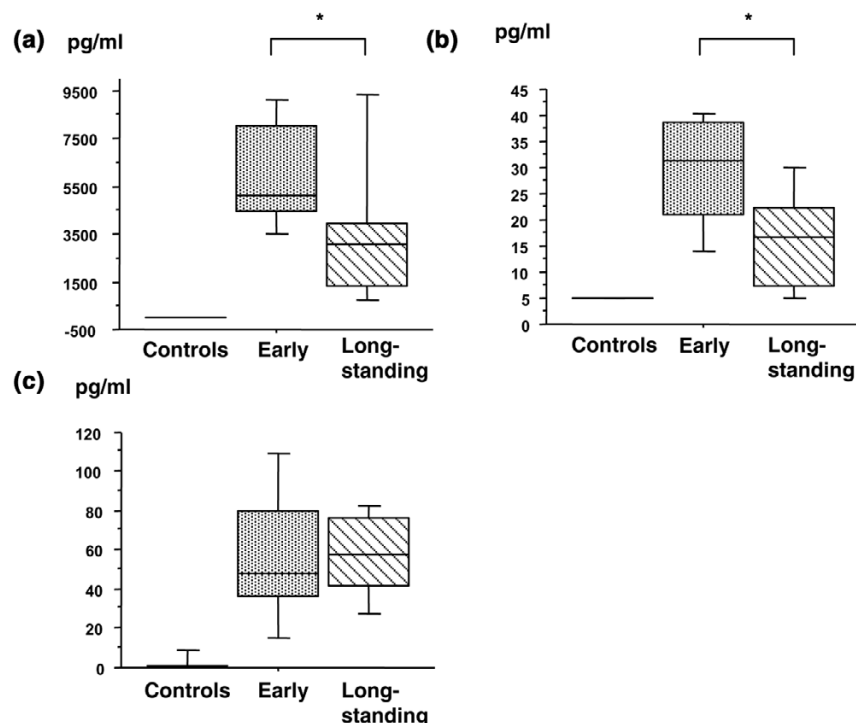 (a)
pg/ml
*
9500
7500
5500
3500
1500
-500
Controls
Early
Long-
standing
(b)
pg/ml
*
45
40
35
30
25
20
15
10
5
0
Controls
Early
Long-
standing
(c)
pg/ml
120
100
80
60
40
20
0
Controls
Early
Long-
standing